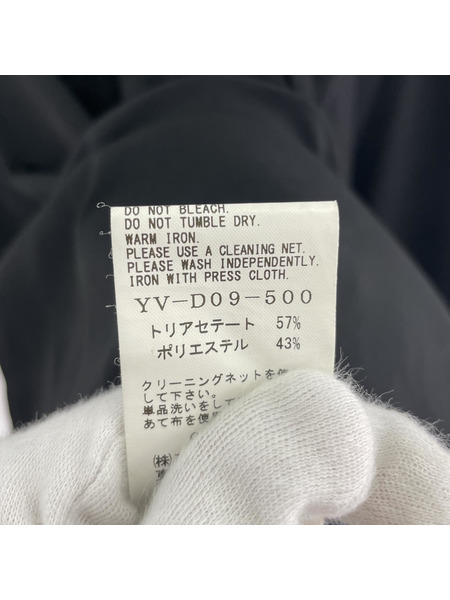 DO NOT BLEACH.
DO NOT TUMBLE DRY.
WARM IRON.
PLEASE USE A CLEANING NET.
PLEASE WASH INDEPENDENTLY.
IRON WITH PRESS CLOTH.
YV-D09-500
トリアセテート 57%
ポリエステル 43%
クリーニングネットを使
して下さい。
単品洗いをして
あて布を使用
(株)